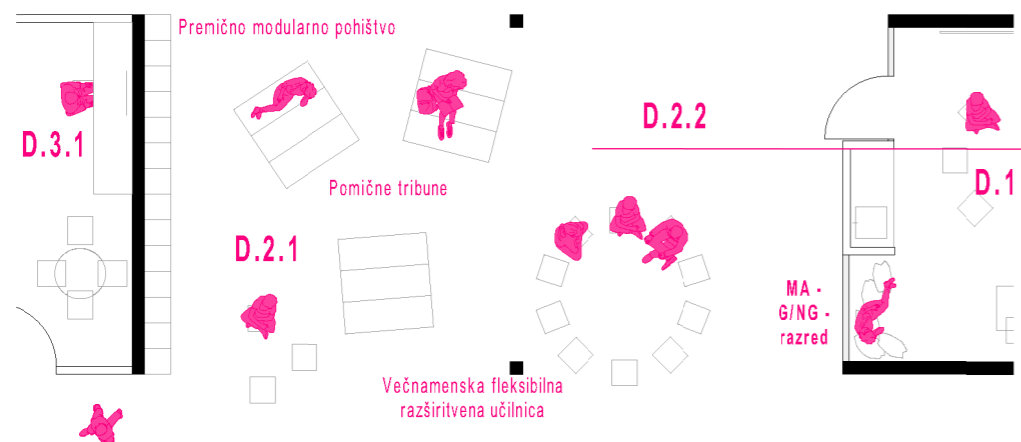 Premično modularno pohištvo
D.2.2
D.3.1
D.1
Pomične tribune
D.2.1
MA -
G/NG -
razred
Večnamenska fleksibilna
razširitvena učilnica